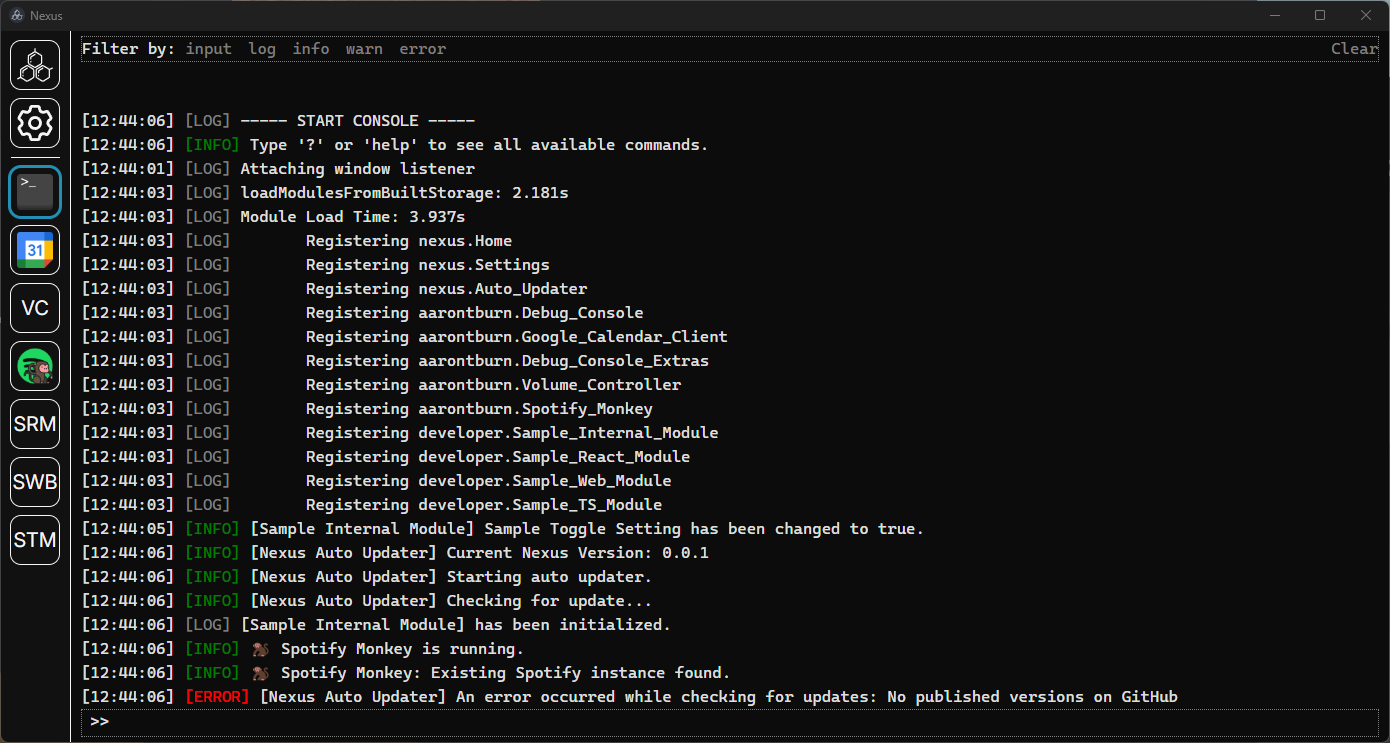 Nexus
Filter by: input log info warn error Clear
[12:44:06] [LOG] ----- START CONSOLE -----
[12:44:06] [INFO] Type '?' or 'help' to see all available commands.
[12:44:01] [LOG] Attaching window listener
[12:44:03] [LOG] loadModulesFromBuiltStorage: 2.181s
[12:44:03] [LOG] Module Load Time: 3.937s
[12:44:03] [LOG] Registering nexus.Home
[12:44:03] [LOG] Registering nexus.Settings
[12:44:03] [LOG] Registering nexus.Auto_Updater
[12:44:03] [LOG] Registering aarontburn.Debug_Console
[12:44:03] [LOG] Registering aarontburn.Google_Calendar_Client
[12:44:03] [LOG] Registering aarontburn.Debug_Console_Extras
[12:44:03] [LOG] Registering aarontburn.Volume_Controller
[12:44:03] [LOG] Registering aarontburn.Spotify_Monkey
[12:44:03] [LOG] Registering developer.Sample_Internal_Module
[12:44:03] [LOG] Registering developer.Sample_React_Module
[12:44:03] [LOG] Registering developer.Sample_Web_Module
[12:44:03] [LOG] Registering developer.Sample_TS_Module
[12:44:05] [INFO] [Sample Internal Module] Sample Toggle Setting has been changed to true.
[12:44:06] [INFO] [Nexus Auto Updater] Current Nexus Version: 0.0.1
[12:44:06] [INFO] [Nexus Auto Updater] Starting auto updater.
[12:44:06] [INFO] [Nexus Auto Updater] Checking for update...
[12:44:06] [LOG] [Sample Internal Module] has been initialized.
[12:44:06] [INFO] 🐒 Spotify Monkey is running.
[12:44:06] [INFO] 🐒 Spotify Monkey: Existing Spotify instance found.
[12:44:06] [ERROR] [Nexus Auto Updater] An error occurred while checking for updates: No published versions on GitHub
>>
>_
31
VC
SRM
SWB
STM